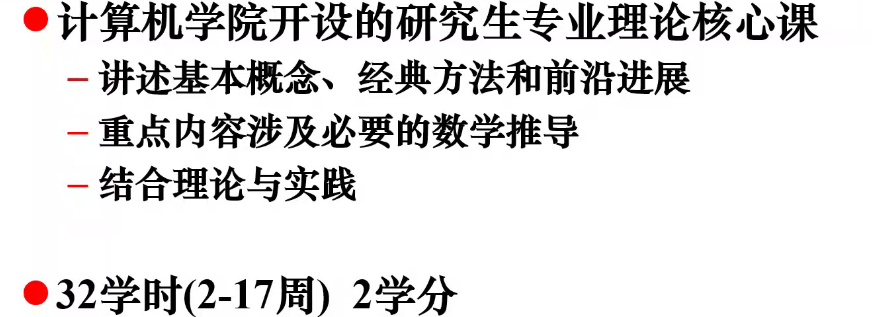 ● 计算机学院开设的研究生专业理论核心课
– 讲述基本概念、经典方法和前沿进展
– 重点内容涉及必要的数学推导
– 结合理论与实践
● 32学时(2-17周) 2学分